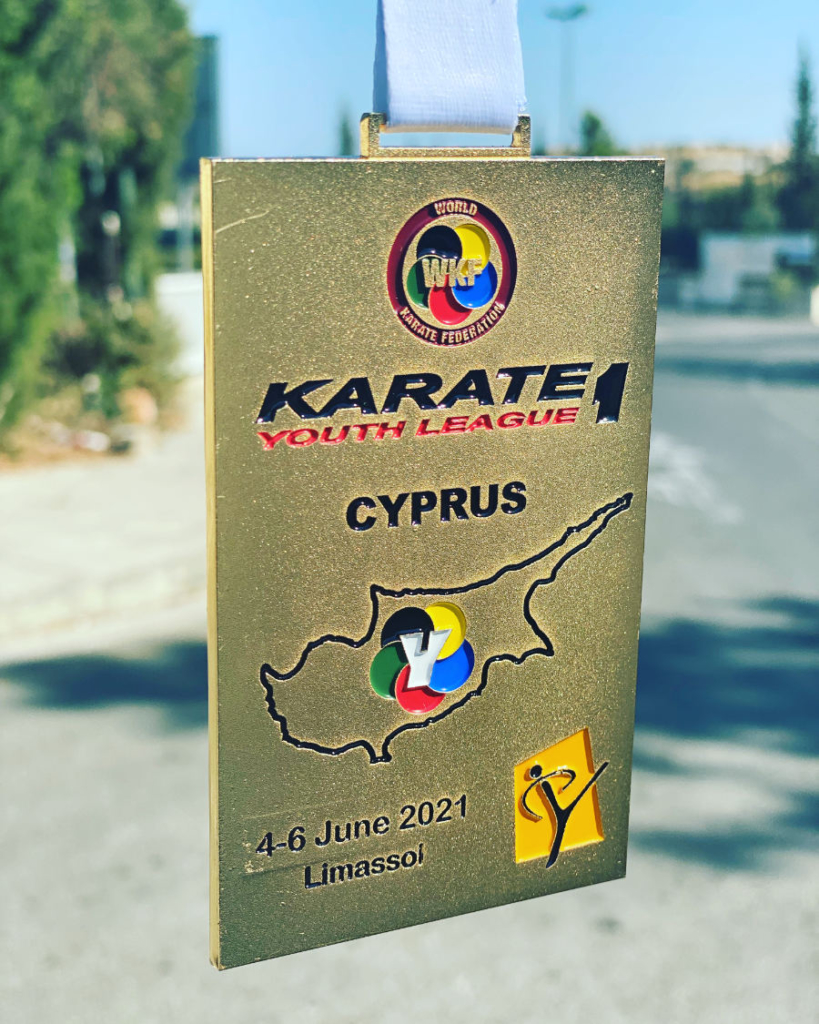 WORLD
WKF
KARATE FEDERATION
KARATE 1
YOUTH LEAGUE
CYPRUS
Y
4-6 June 2021
Limassol